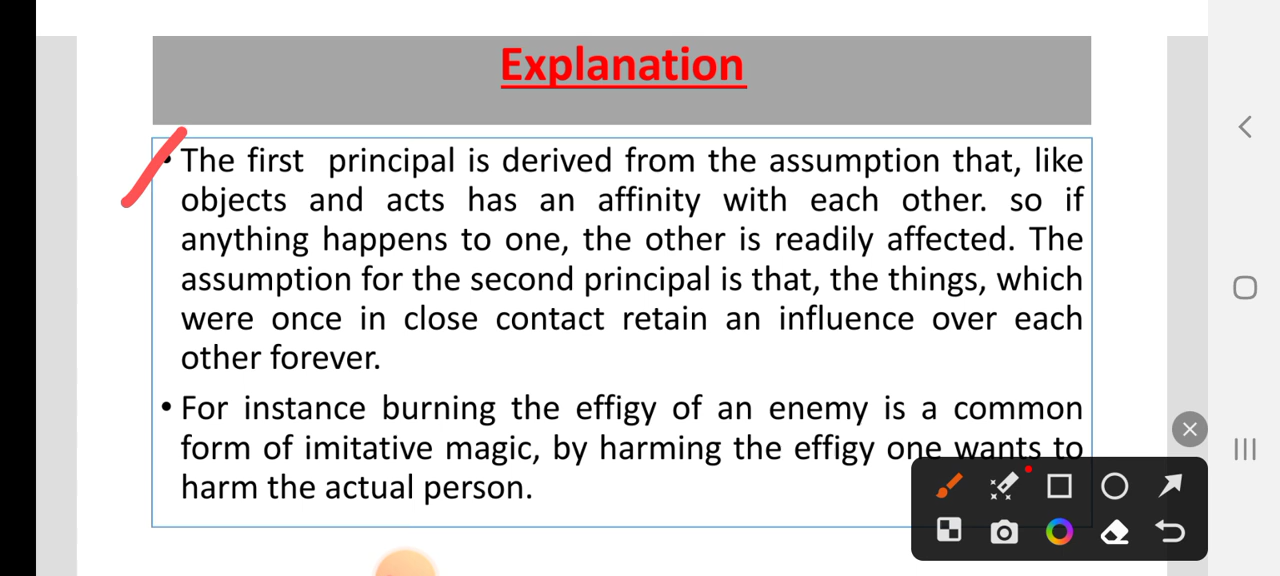 Explanation
• The first principal is derived from the assumption that, like
objects and acts has an affinity with each other. so if
anything happens to one, the other is readily affected. The
assumption for the second principal is that, the things, which
were once in close contact retain an influence over each
other forever.
• For instance burning the effigy of an enemy is a common
form of imitative magic, by harming the effigy one wants to
harm the actual person.